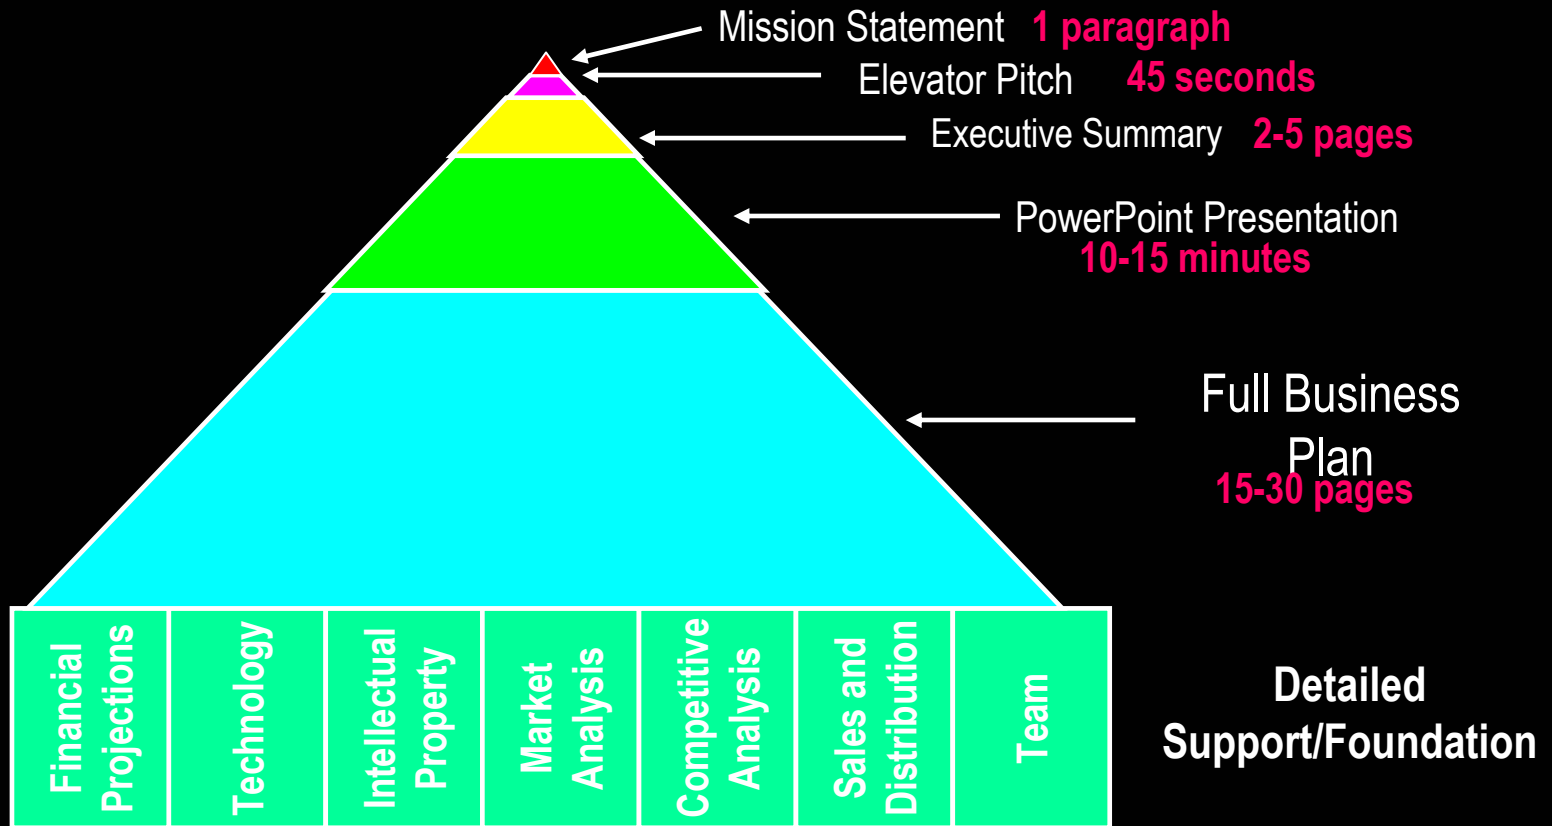 Mission Statement 1 paragraph
Elevator Pitch 45 seconds
Executive Summary 2-5 pages
PowerPoint Presentation
10-15 minutes
Full Business
Plan
15-30 pages
Financial
Projections
Technology
Intellectual
Property
Market
Analysis
Competitive
Analysis
Sales and
Distribution
Team
Detailed
Support/Foundation